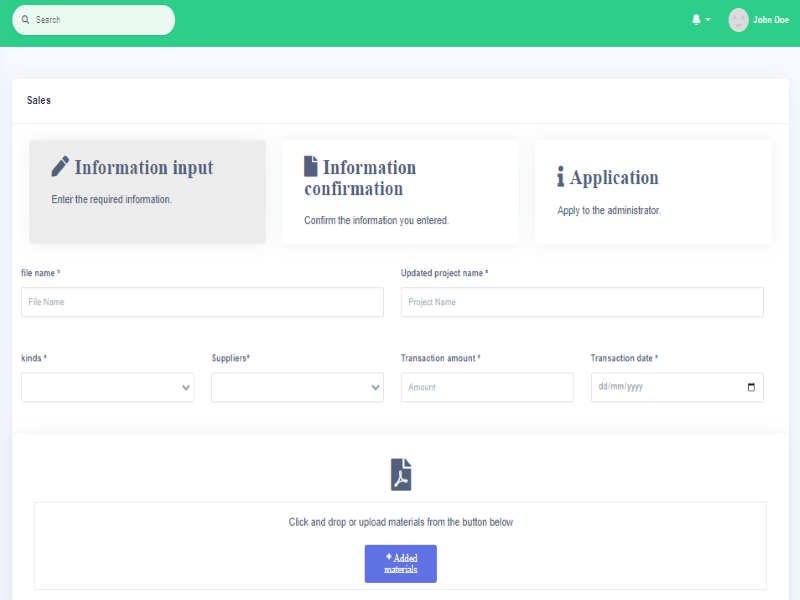 Search
John Doe
Sales
Information input
Enter the required information.
Information
confirmation
Confirm the information you entered.
Application
Apply to the administrator.
file name *
Updated project name *
File Name
Project Name
kinds *
Suppliers*
Transaction amount *
Transaction date *
Amount
dd/mm/yyyy
Click and drop or upload materials from the button below
+ Added
materials